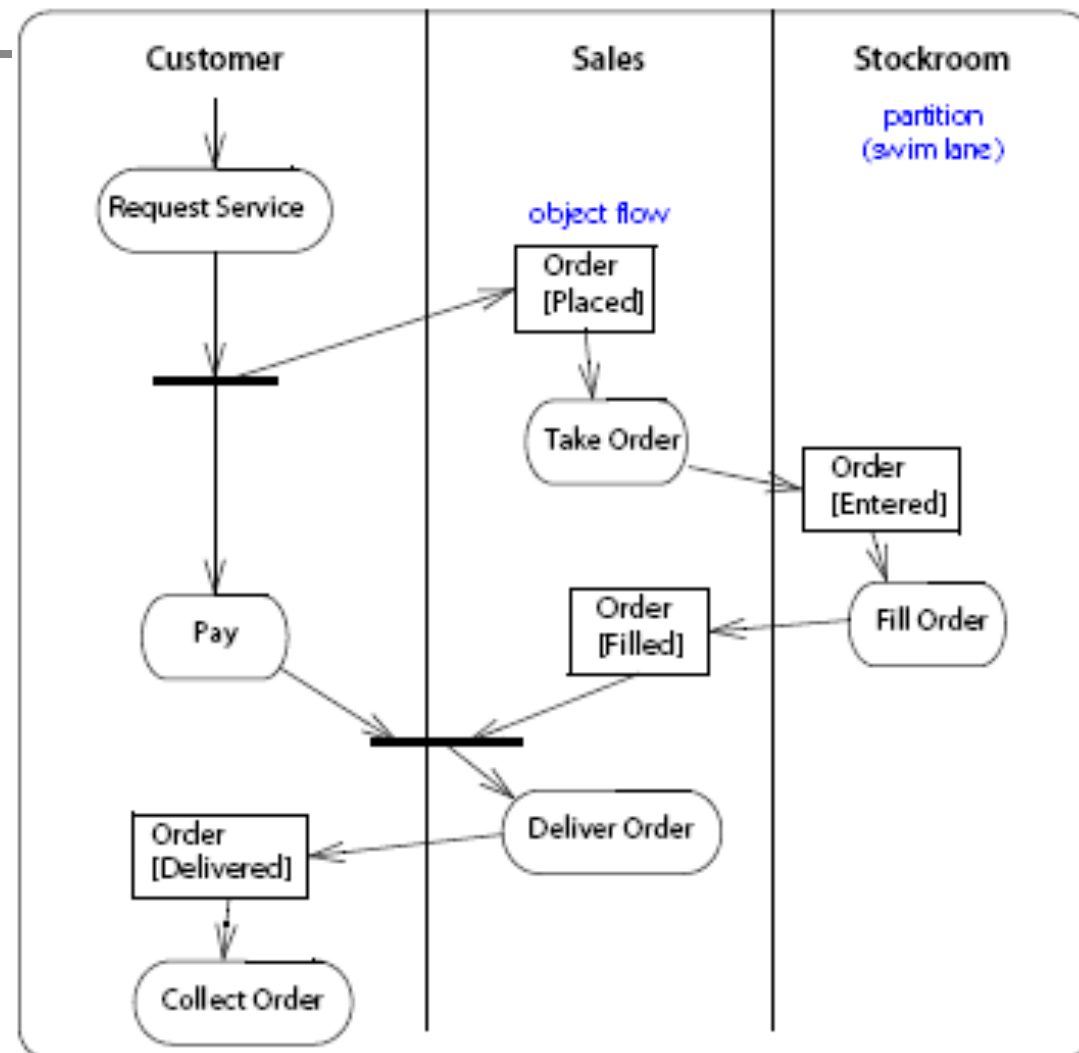 Customer
Sales
Stockroom
partition
(swim lane)
Request Service
object flow
Order
[Placed]
Take Order
Order
[Entered]
Order
[Filled]
Fill Order
Pay
Deliver Order
Order
[Delivered]
Collect Order